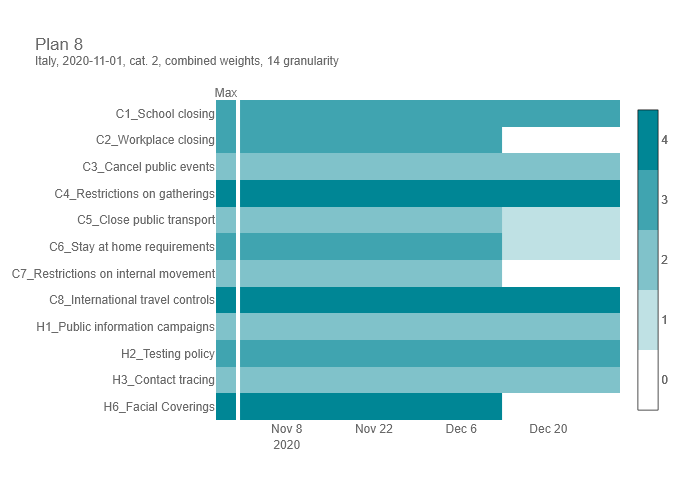 Plan 8
Italy, 2020-11-01, cat. 2, combined weights, 14 granularity
Max
C1_School closing
C2_Workplace closing
C3_Cancel public events
C4_Restrictions on gatherings
C5_Close public transport
C6_Stay at home requirements
C7_Restrictions on internal movement
C8_International travel controls
H1_Public information campaigns
H2_Testing policy
H3_Contact tracing
H6_Facial Coverings
Nov 8 Nov 22 Dec 6 Dec 20
2020
4
3
2
1
0